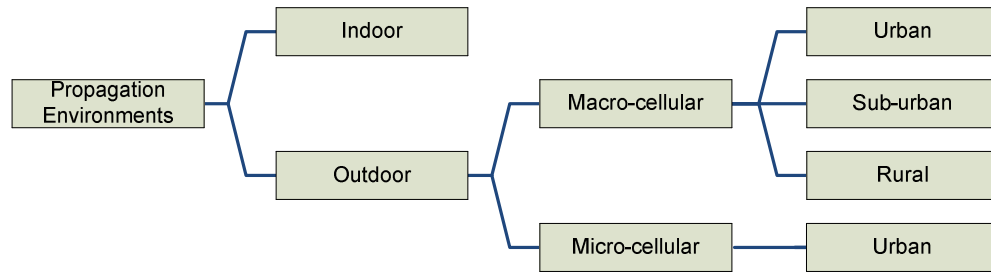 Indoor
Urban
Propagation
Environments
Macro-cellular
Sub-urban
Outdoor
Rural
Micro-cellular
Urban